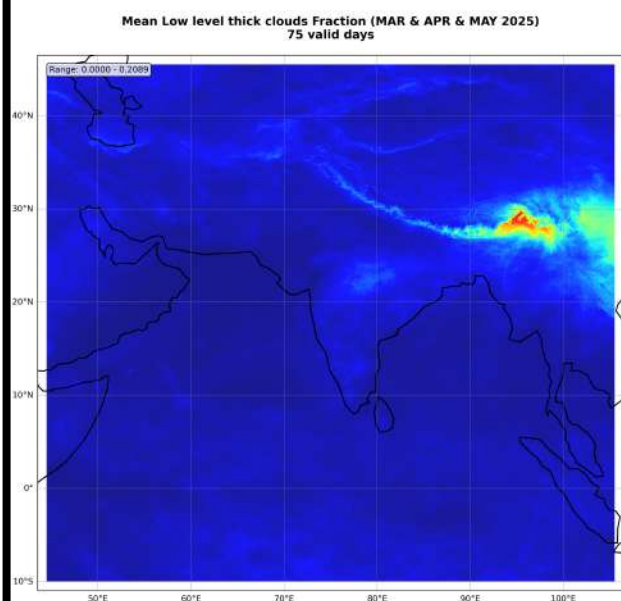 Mean Low level thick clouds Fraction (MAR & APR & MAY 2025)
75 valid days
Range: 0.0000 - 0.2089
40°N
30°N
20°N
10°N
0°
10°S
50°E 60°E 70°E 80°E 90°E 100°E